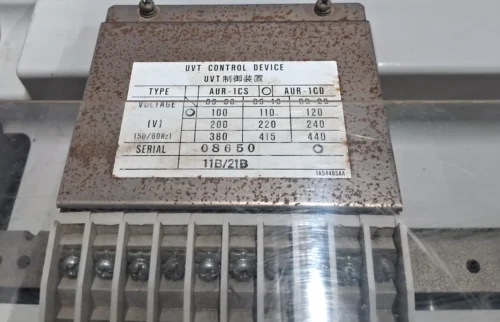 UVT CONTROL DEVICE
UVT制御装置
TYPE AUR-1CS ○ AUR-1CD
VOLTAGE
○ 100 110 120
(V) 200 220 240
(50/60Hz) 380 415 440
SERIAL 08650 ○
11B/21B